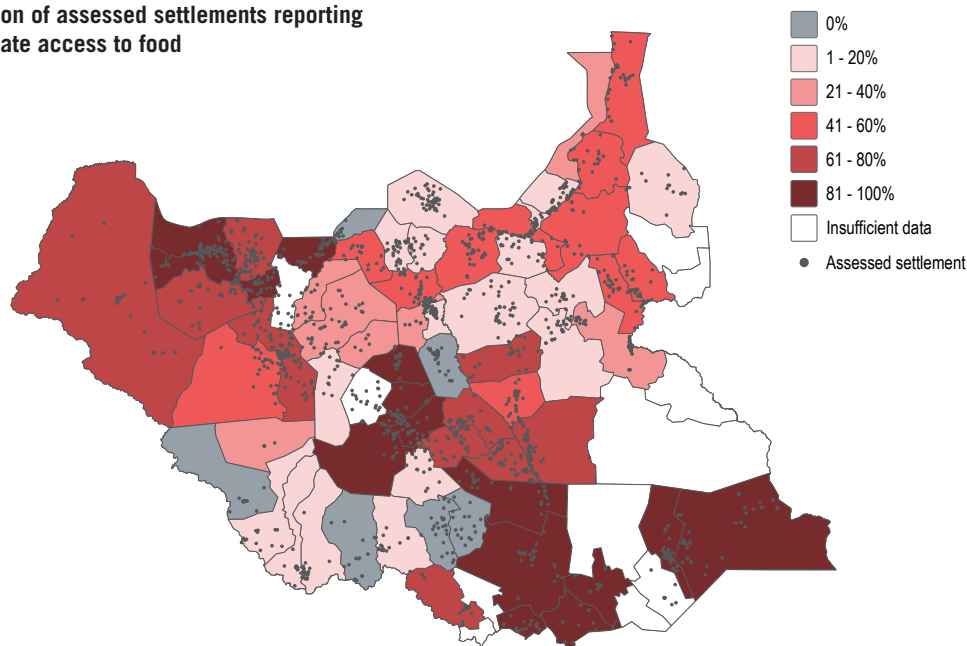 on of assessed settlements reporting
ate access to food
0%
1 - 20%
21 - 40%
41 - 60%
61 - 80%
81 - 100%
Insufficient data
Assessed settlement